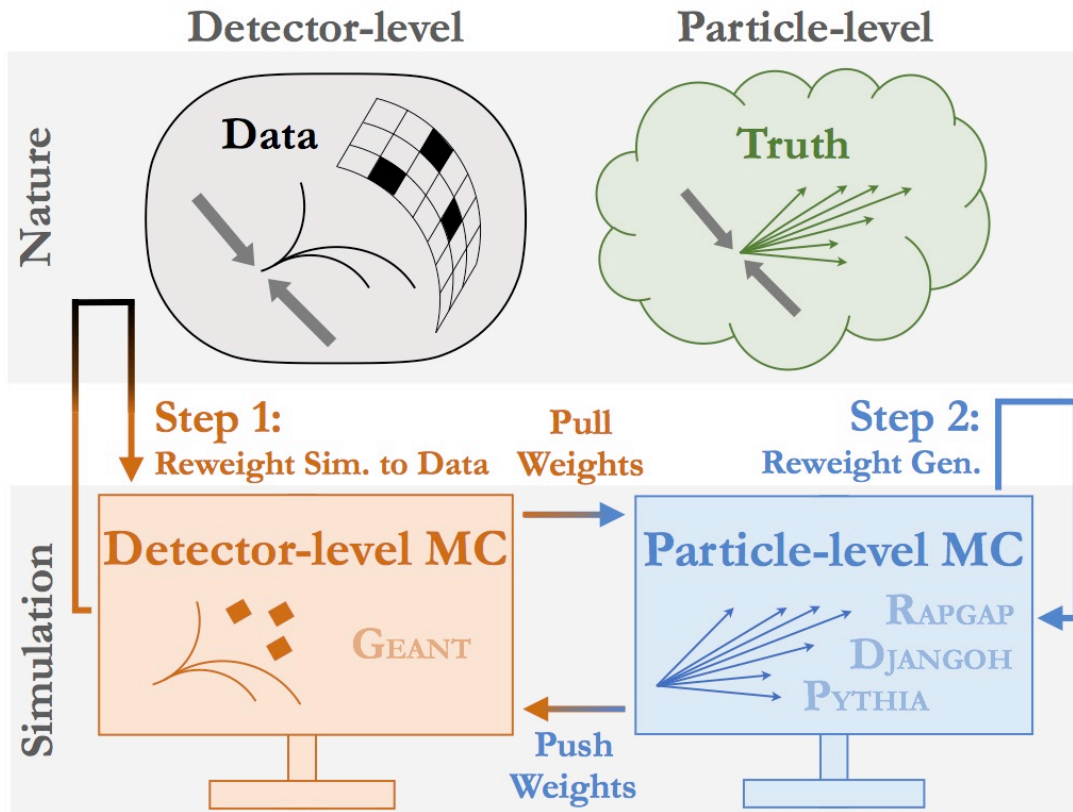 Detector-level
Particle-level
Nature
Data
Truth
Step 1:
Reweight Sim. to Data
Pull
Weights
Step 2:
Reweight Gen.
Simulation
Detector-level MC
GEANT
Particle-level MC
RAPGAP
DJANGOH
PYTHIA
Push
Weights